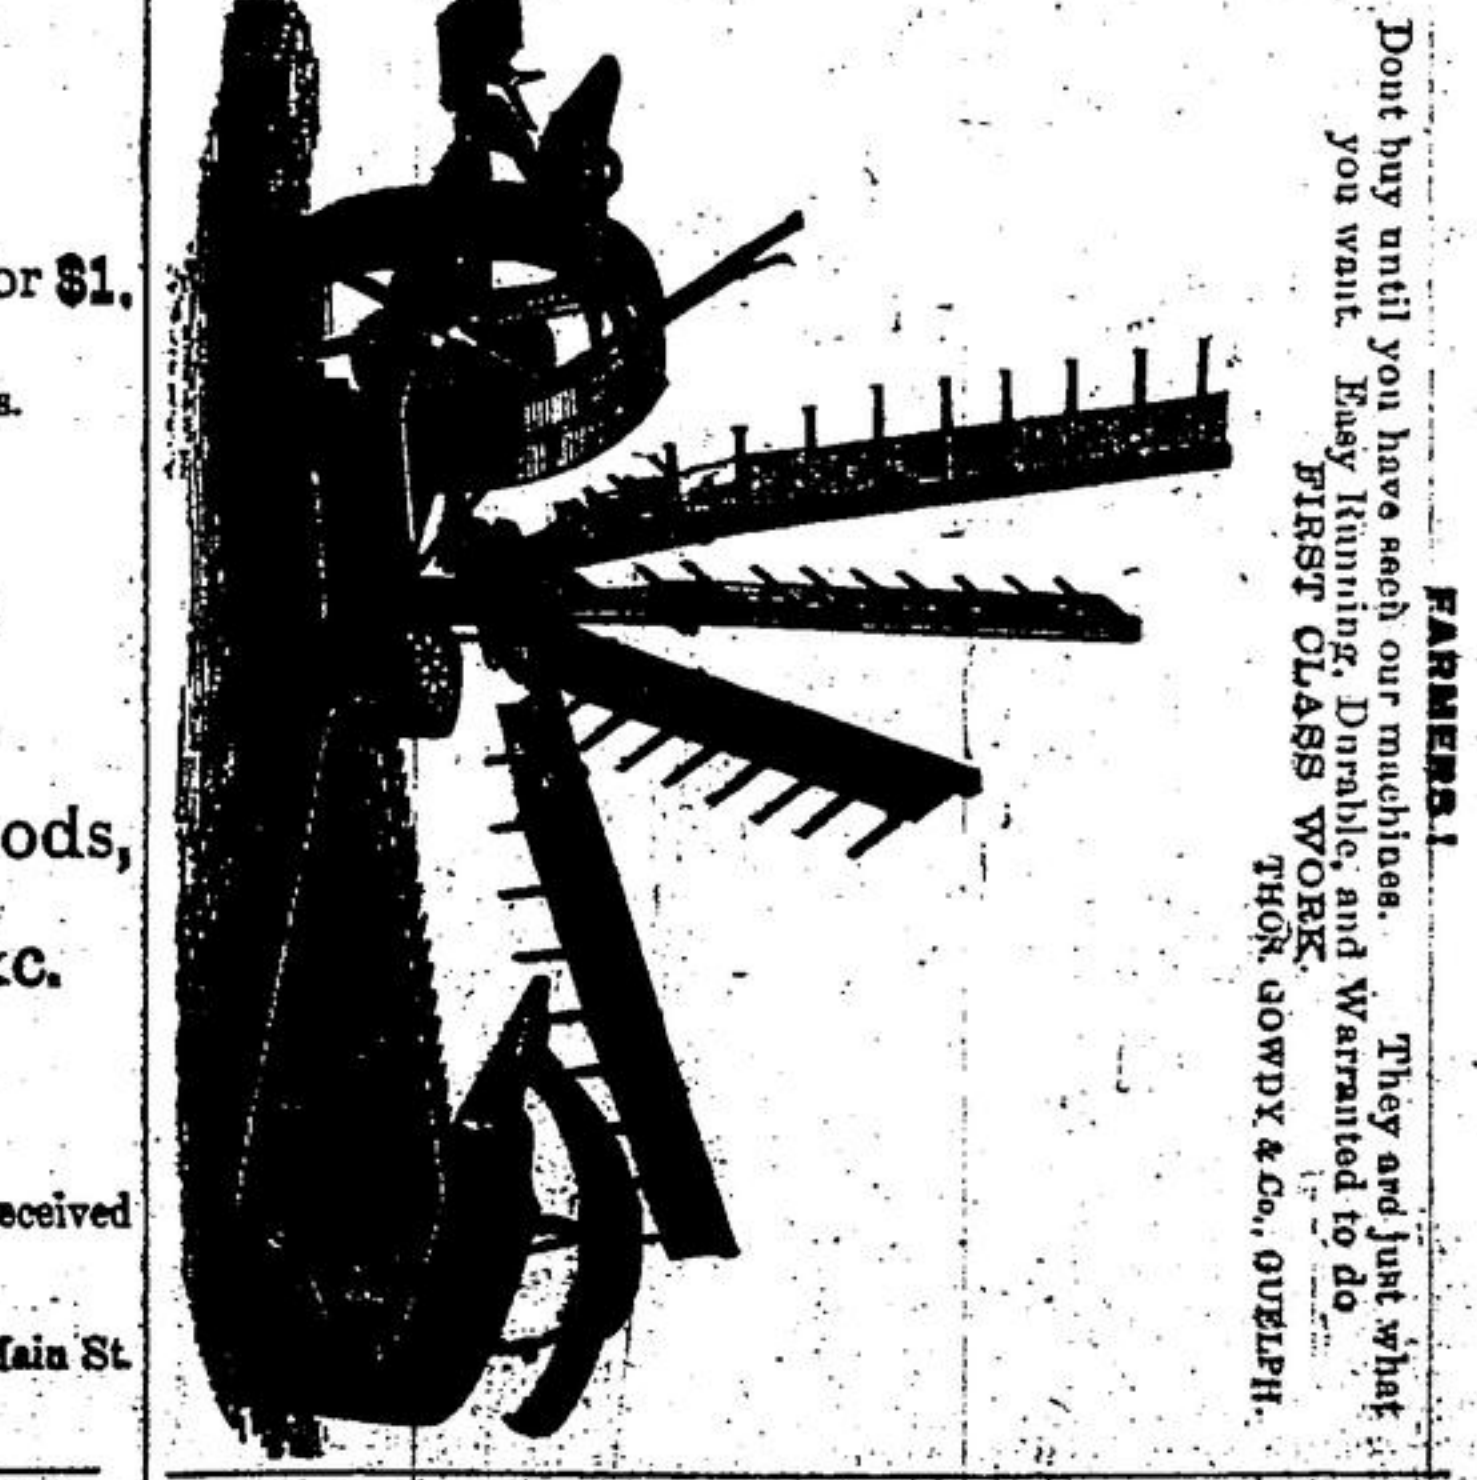 or $1.
s.
ods,
&c.
eceived
Main St.
FARMERS!
Dont buy until you have seen our machines. They are just what
you want. Easy Running, Durable, and Warranted to do
FIRST CLASS WORK.
THOS. GOWDY & Co., GUELPH.